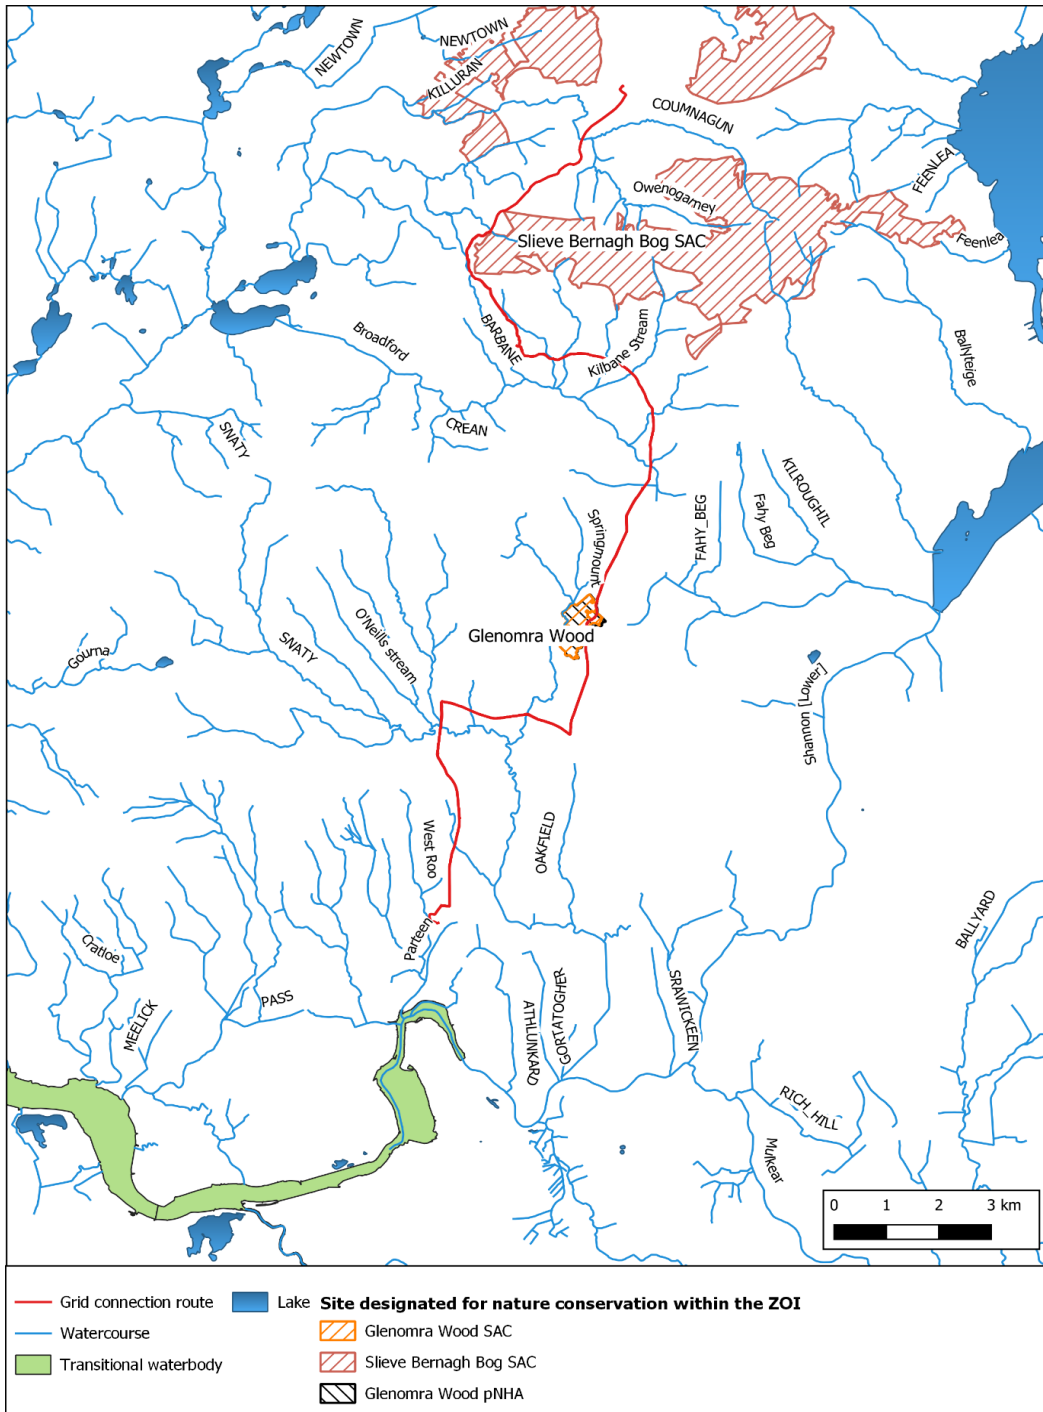 NEWTOWN
NEWTOWN
KILLURAN
COUMNAGUN
FEENLEA
Owenogarney
Slieve Bernagh Bog SAC
Feenlea
BARBANE
Broadford
Kilbane Stream
Ballyteige
CREAN
SNATY
KILROUGHIL
FAHY_BEG
Fahy Beg
Springmount
Glenomra Wood
O'Neills stream
SNATY
Gourna
Shannon [Lower]
West Roo
OAKFIELD
BALLYARD
Parteen
Cratloe
PASS
MEELICK
ATHLUNKARD
GORTATOGHER
SRAWICKEEN
RICH_HILL
Mulkear
0 1 2 3 km
Grid connection route
Lake
Site designated for nature conservation within the ZOI
Watercourse
Glenomra Wood SAC
Transitional waterbody
Slieve Bernagh Bog SAC
Glenomra Wood pNHA